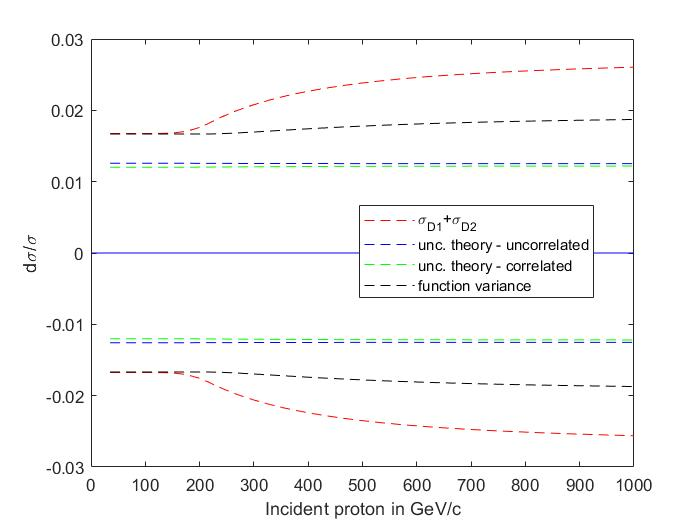 0.03
0.02
0.01
0
-0.01
-0.02
-0.03
dσ/σ
σD1+σD2
unc. theory - uncorrelated
unc. theory - correlated
function variance
0 100 200 300 400 500 600 700 800 900 1000
Incident proton in GeV/c